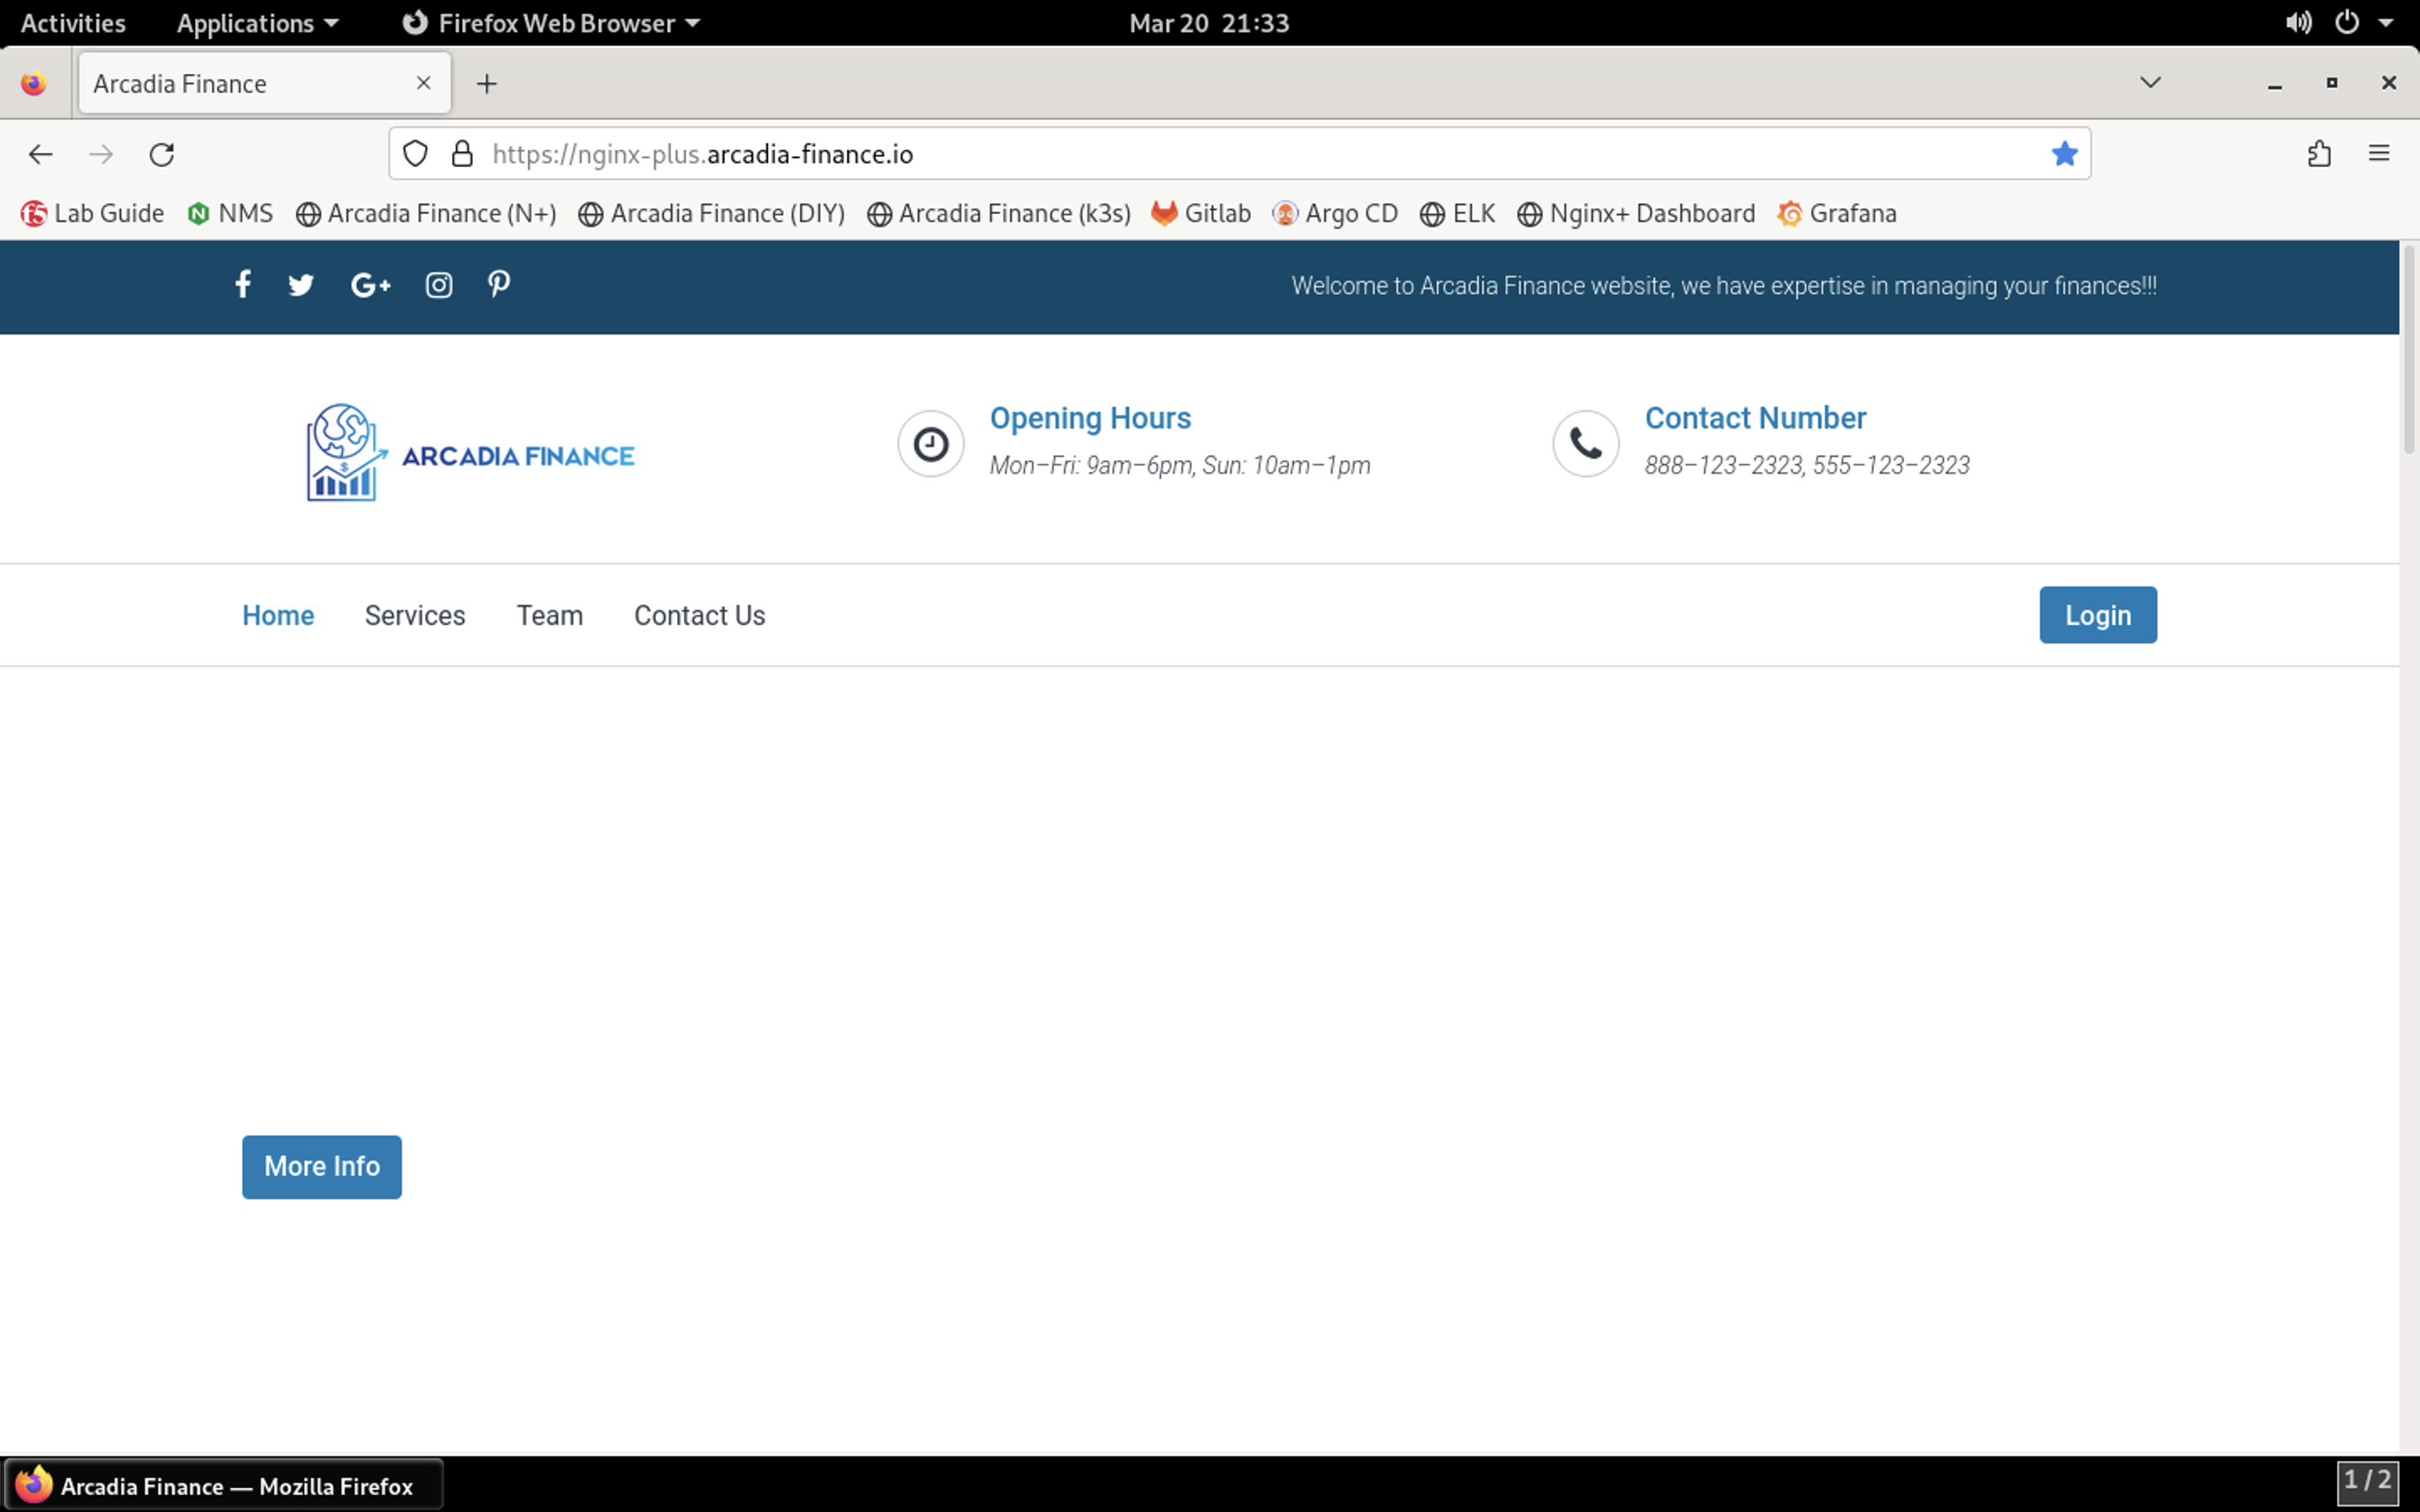 Activities Applications Firefox Web Browser Mar 20 21:33
Arcadia Finance
https://nginx-plus.arcadia-finance.io
Lab Guide NMS Arcadia Finance (N+) Arcadia Finance (DIY) Arcadia Finance (k3s) Gitlab Argo CD ELK Nginx+ Dashboard Grafana
Welcome to Arcadia Finance website, we have expertise in managing your finances!!!
ARCADIA FINANCE
Opening Hours
Mon–Fri: 9am–6pm, Sun: 10am–1pm
Contact Number
888–123–2323, 555–123–2323
Home Services Team Contact Us Login
More Info
Arcadia Finance — Mozilla Firefox 1 / 2